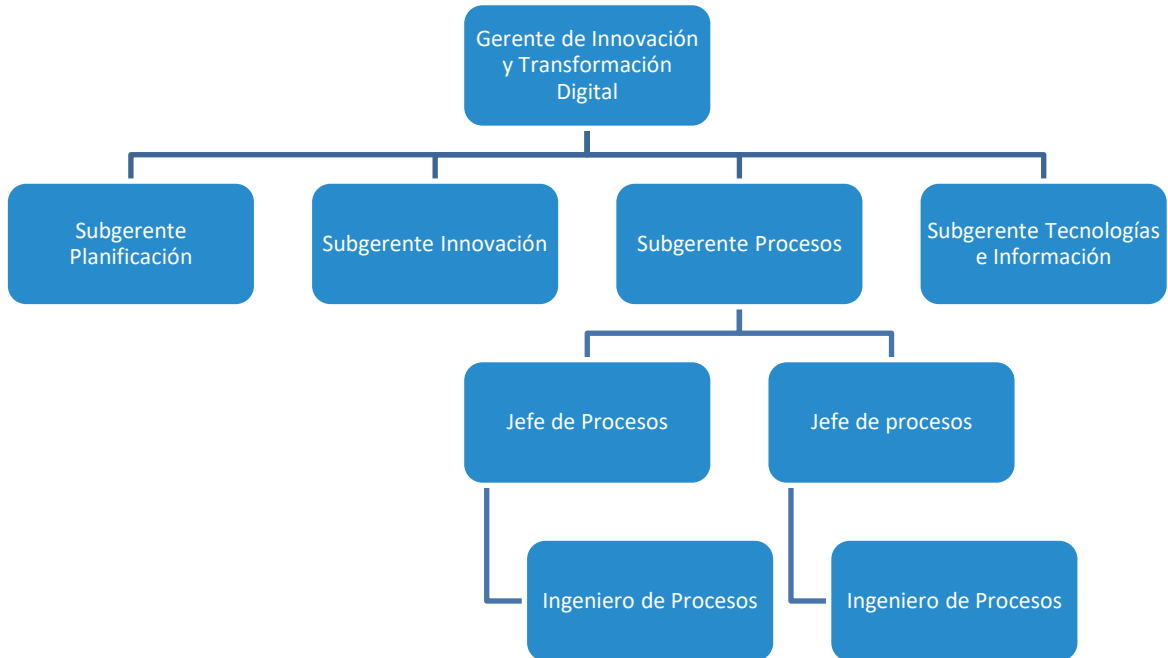 Gerente de Innovación
y Transformación
Digital
Subgerente
Planificación
Subgerente Innovación
Subgerente Procesos
Subgerente Tecnologías
e Información
Jefe de Procesos
Jefe de procesos
Ingeniero de Procesos
Ingeniero de Procesos